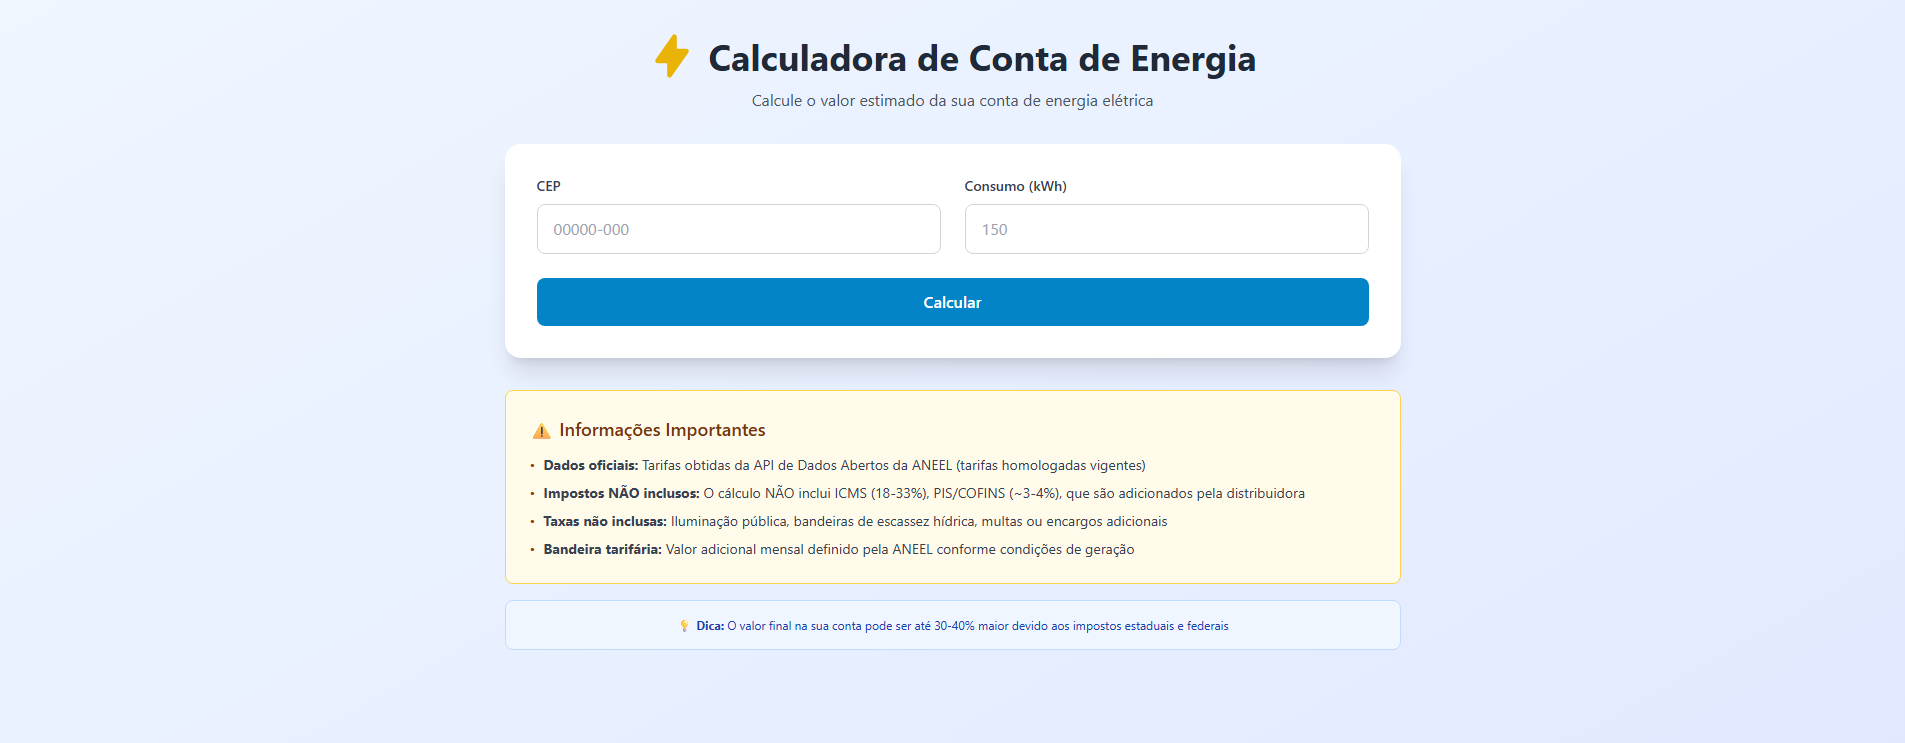 Calculadora de Conta de Energia
Calcule o valor estimado da sua conta de energia elétrica
CEP
Consumo (kWh)
00000-000
150
Calcular
Informações Importantes
• Dados oficiais: Tarifas obtidas da API de Dados Abertos da ANEEL (tarifas homologadas vigentes)
• Impostos NÃO inclusos: O cálculo NÃO inclui ICMS (18-33%), PIS/COFINS (~3-4%), que são adicionados pela distribuidora
• Taxas não inclusas: Iluminação pública, bandeiras de escassez hídrica, multas ou encargos adicionais
• Bandeira tarifária: Valor adicional mensal definido pela ANEEL conforme condições de geração
Dica: O valor final na sua conta pode ser até 30-40% maior devido aos impostos estaduais e federais